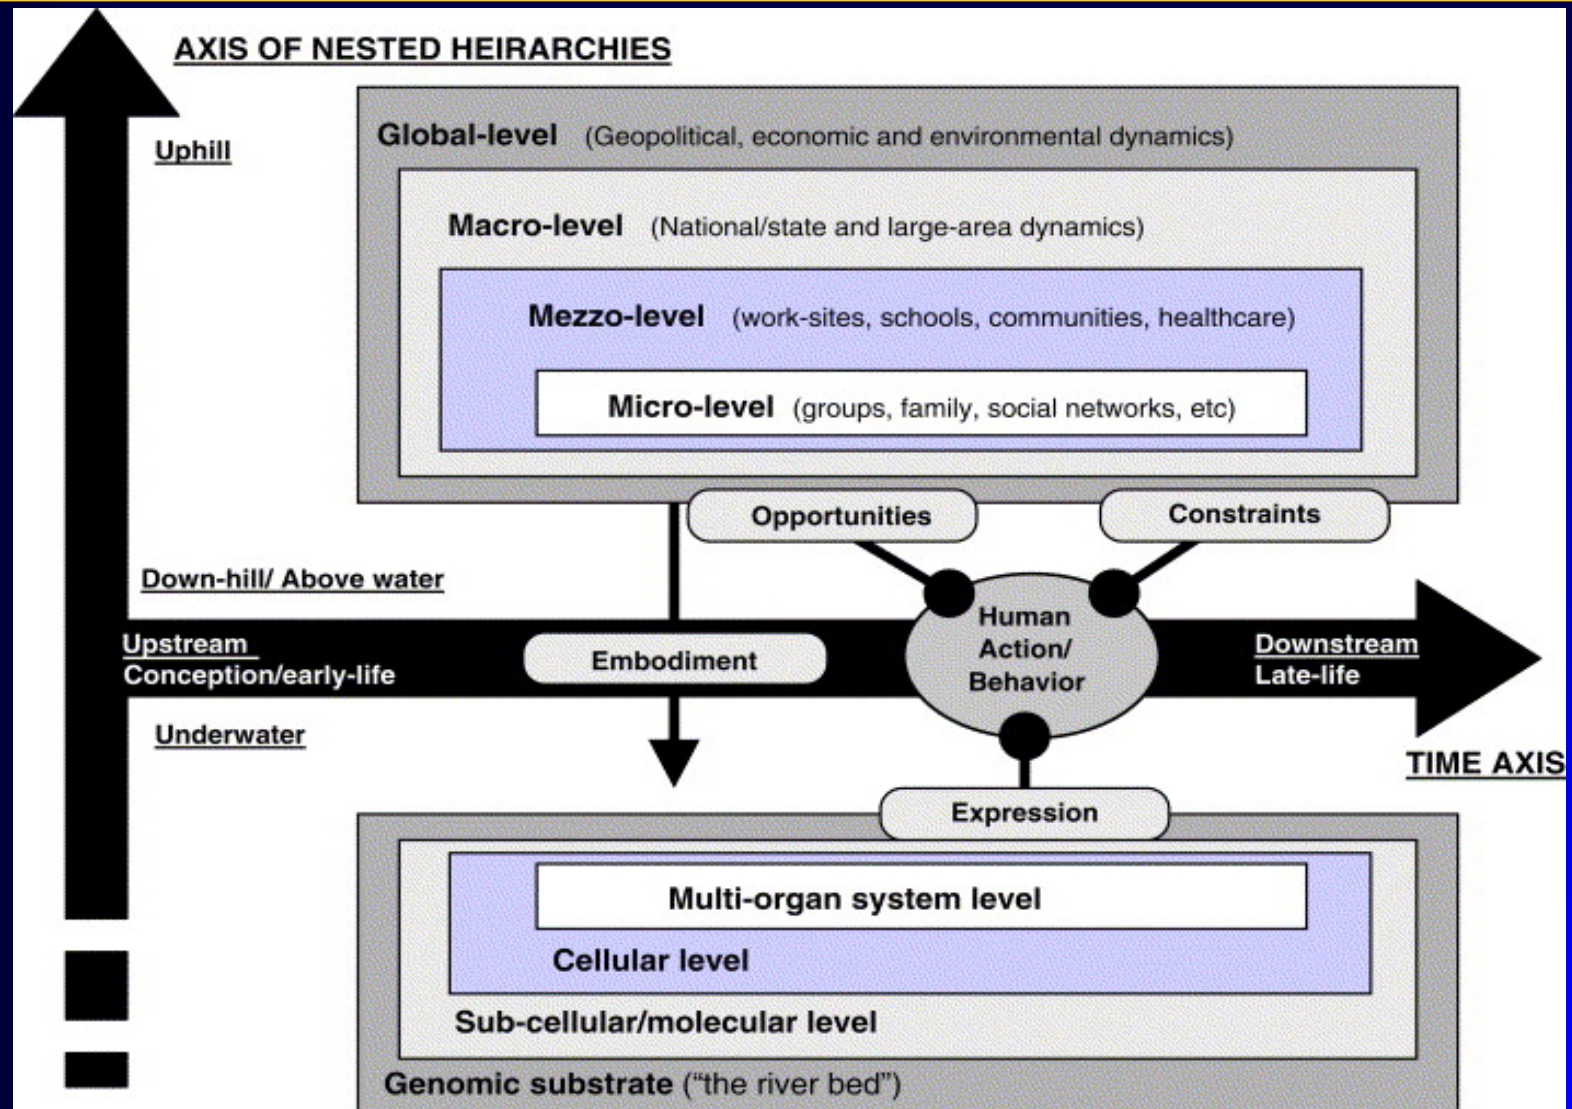 AXIS OF NESTED HEIRARCHIES
Uphill
Global-level (Geopolitical, economic and environmental dynamics)
Macro-level (National/state and large-area dynamics)
Mezzo-level (work-sites, schools, communities, healthcare)
Micro-level (groups, family, social networks, etc)
Opportunities
Constraints
Down-hill/ Above water
Upstream
Conception/early-life
Embodiment
Human
Action/
Behavior
Downstream
Late-life
Underwater
TIME AXIS
Expression
Multi-organ system level
Cellular level
Sub-cellular/molecular level
Genomic substrate (“the river bed”)